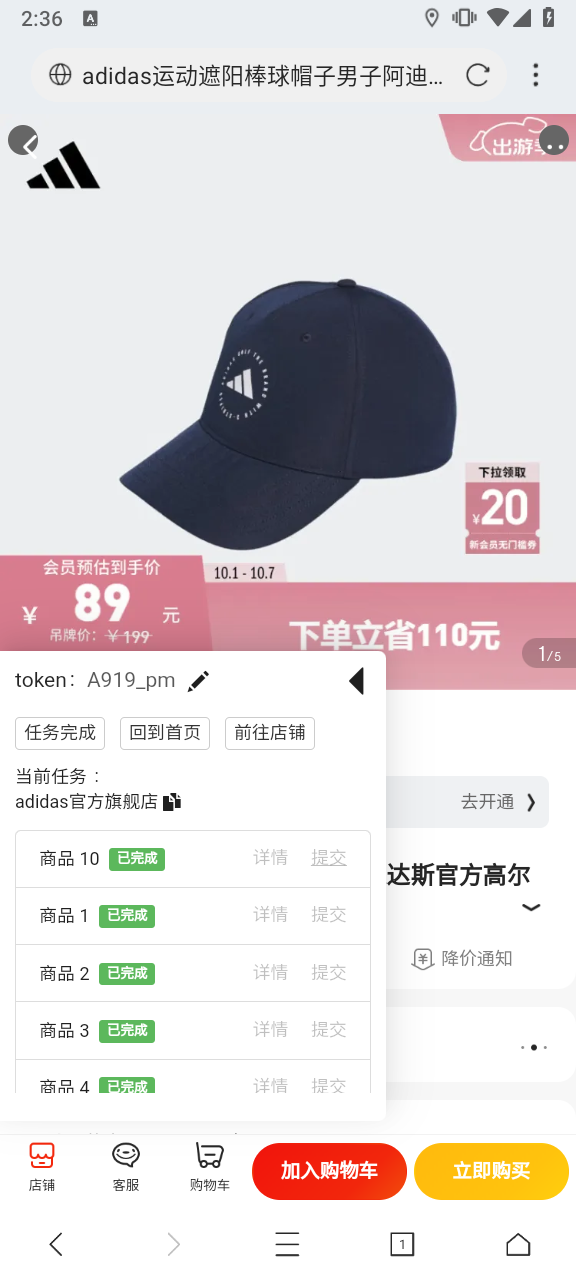 2:36
A
adidas运动遮阳棒球帽子男子阿迪...
出游季
下拉领取
¥20
新会员无门槛券
会员预估到手价
10.1 - 10.7
¥ 89 元
吊牌价: ¥199
下单立省110元
1/5
token: A919_pm
任务完成 回到首页 前往店铺
当前任务：
adidas官方旗舰店
去开通
商品 10 已完成 详情 提交
达斯官方高尔
商品 1 已完成 详情 提交
降价通知
商品 2 已完成 详情 提交
商品 3 已完成 详情 提交
商品 4 已完成 详情 提交
店铺 客服 购物车 加入购物车 立即购买
1